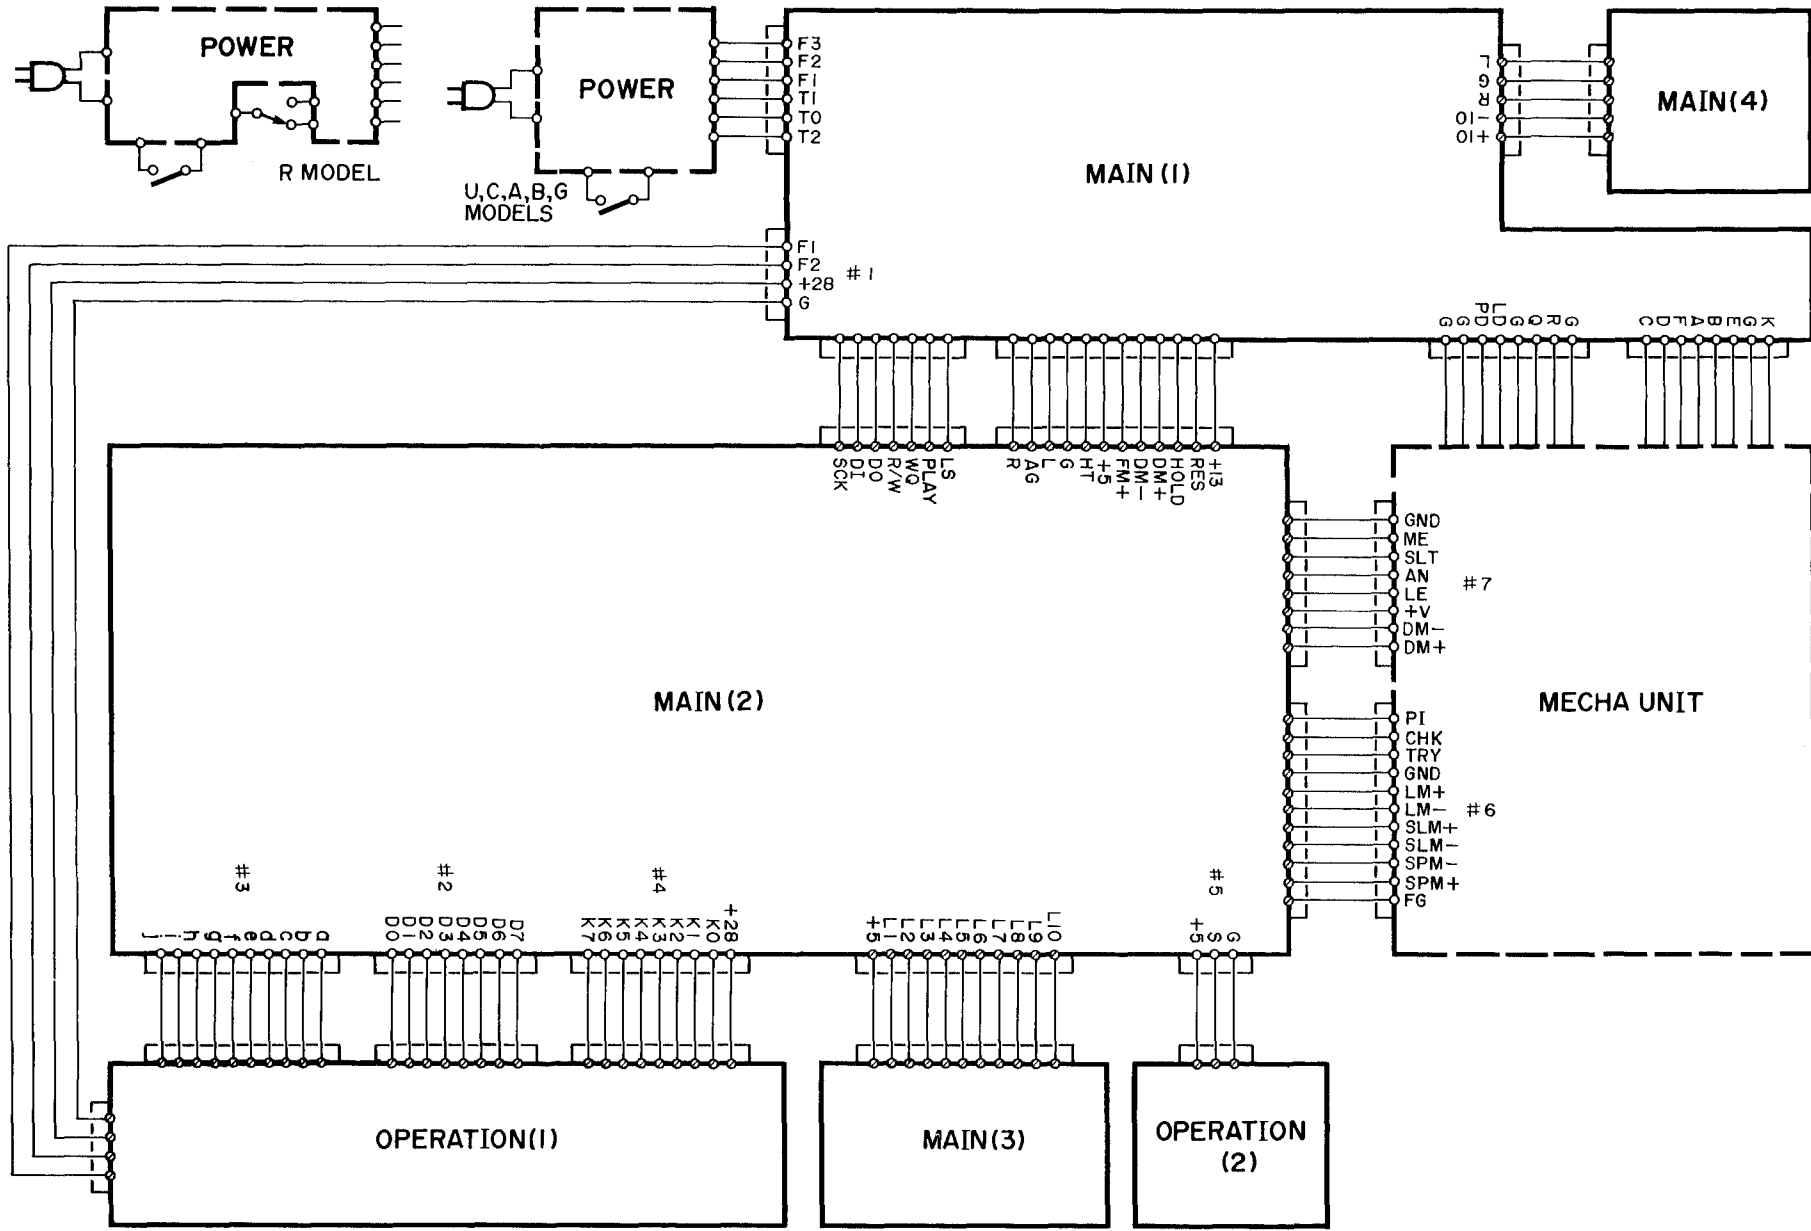 POWER
R MODEL
POWER
U,C,A,B,G
MODELS
F3
F2
F1
T1
T0
T2
MAIN(1)
L
G
R
-10
+10
MAIN(4)
F1
F2
+28
G
#1
G
G
PD
LD
G
Q
R
G
C
D
F
A
B
E
G
K
SCK
DI
DO
R/W
WQ
PLAY
LS
R
AG
L
G
HT
+5
FM+
DM-
DM+
HOLD
RES
+13
GND
ME
SLT
AN
LE
+V
DM-
DM+
#7
MAIN(2)
MECHA UNIT
PI
CHK
TRY
GND
LM+
LM-
SLM+
SLM-
SPM-
SPM+
FG
#6
#3
j
i
h
g
f
e
d
c
b
a
#2
D0
D1
D2
D3
D4
D5
D6
D7
#4
K7
K6
K5
K4
K3
K2
K1
K0
+28
+5
L1
L2
L3
L4
L5
L6
L7
L8
L9
L10
#5
+5
S
G
OPERATION(1)
MAIN(3)
OPERATION
(2)